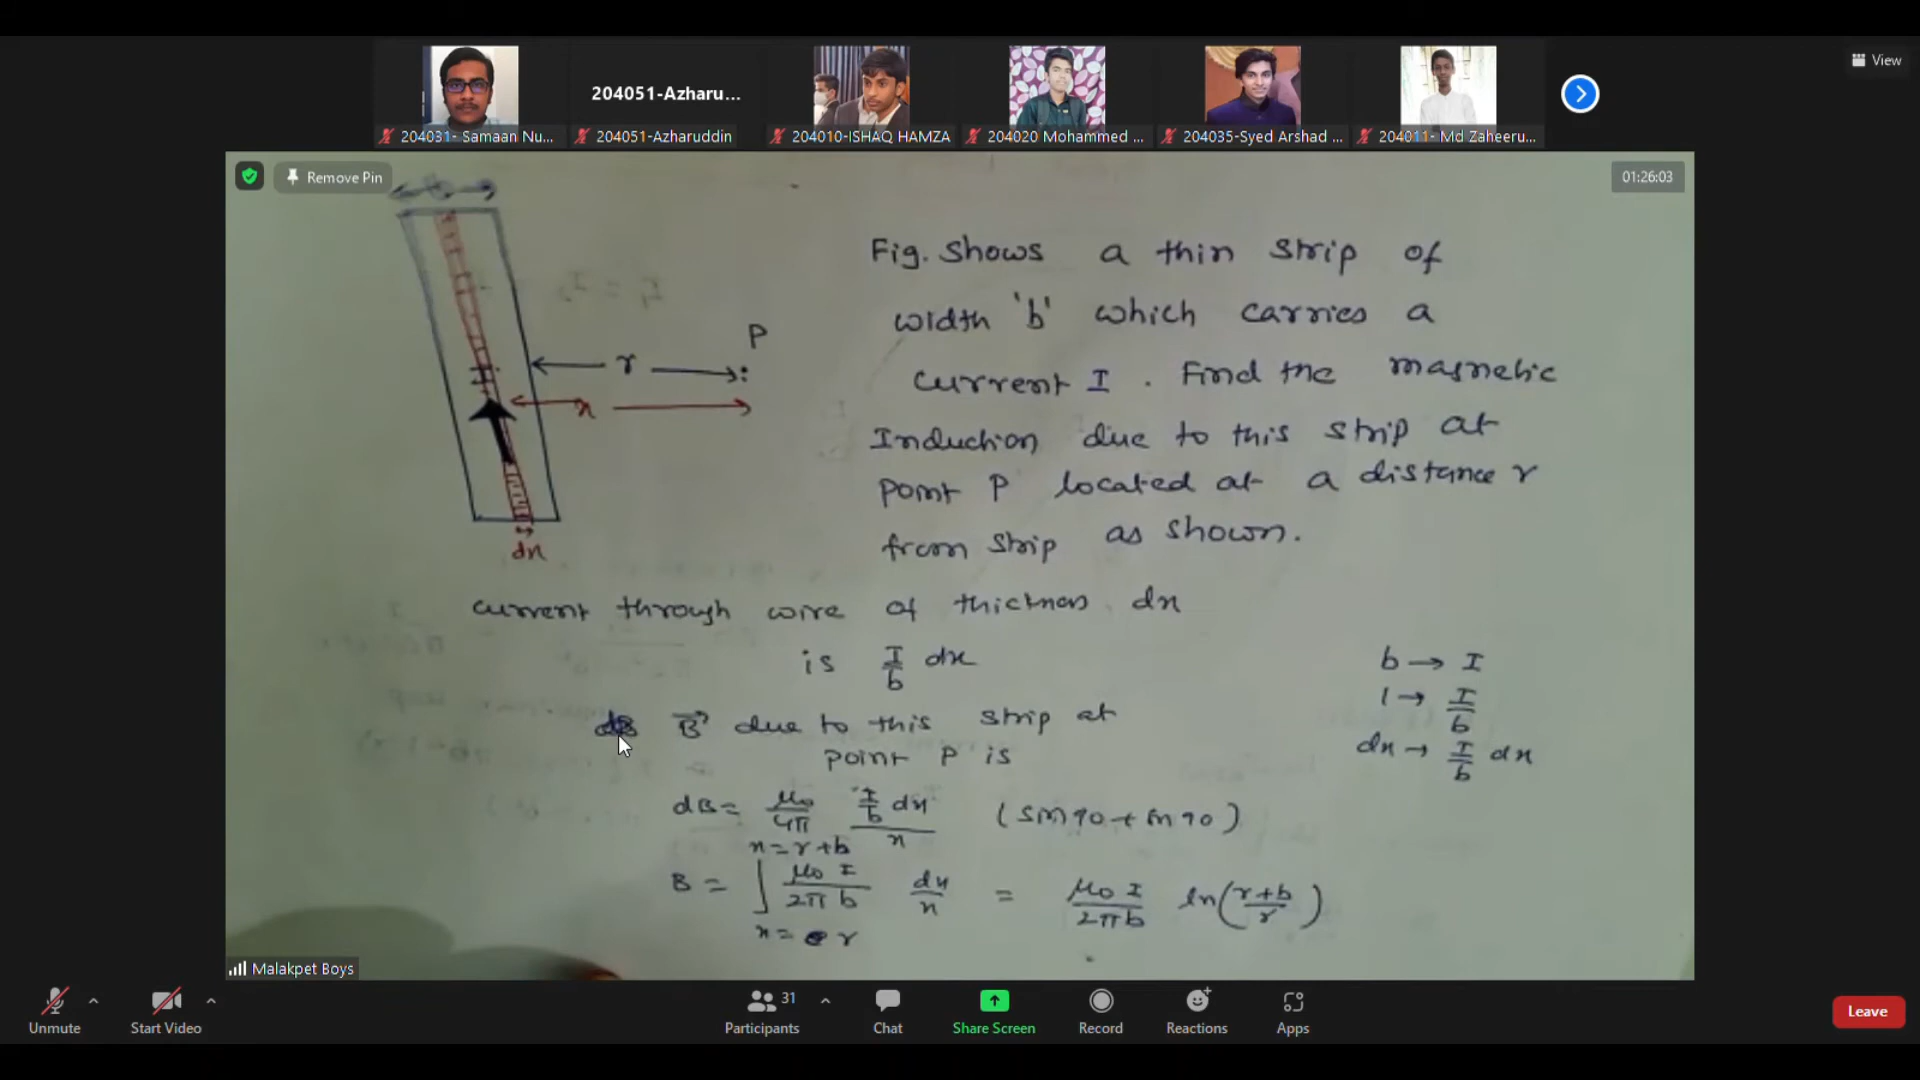 View
204051-Azharu...
204031- Samaan Nu...
204051-Azharuddin
204010-ISHAQ HAMZA
204020 Mohammed ...
204035-Syed Arshad ...
204011- Md Zaheeru...
Remove Pin
01:26:03
b
Fig. shows a thin strip of
width 'b' which carries a
current I . Find the magnetic
Induction due to this strip at
point P located at a distance r
from strip as shown.
P
r
x
dx
current through wire of thickness dx
is I/b dx
b → I
1 → I/b
dx → I/b dx
B⃗ due to this strip at
point P is
dB = μ₀/4π (I/b dx)/x (sin 90 + sin 90)
x = r + b
B = ∫ μ₀ I/2π b dx/x = μ₀ I/2πb ln((r+b)/r)
x = r
Malakpet Boys
Unmute
Start Video
31
Participants
Chat
Share Screen
Record
Reactions
Apps
Leave